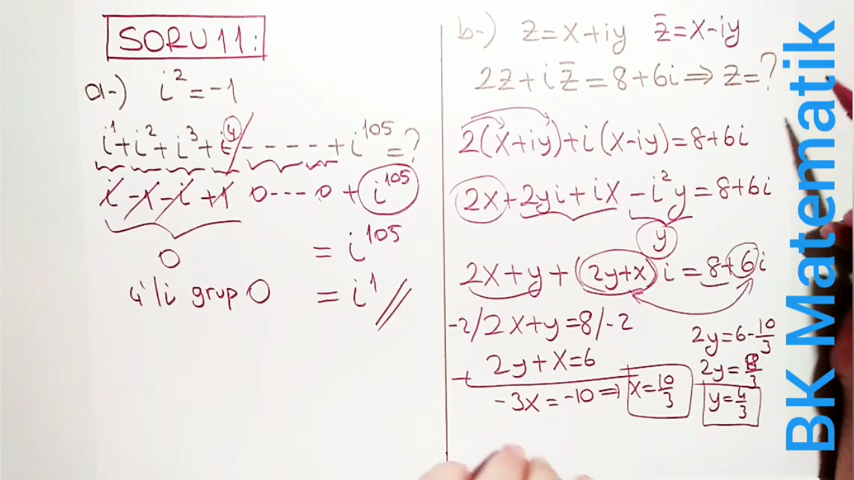 SORU 11:
a-) i² = -1
i¹ + i² + i³ + i⁴ ----- + i¹⁰⁵ = ?
i - 1 - i + 1 0 ---- 0 + i¹⁰⁵
0 = i¹⁰⁵
4'li grup 0 = i¹ //
b-) z = x + iy z̄ = x - iy
2z + i z̄ = 8 + 6i ⇒ z = ?
2(x + iy) + i(x - iy) = 8 + 6i
2x + 2yi + ix - i²y = 8 + 6i
y
2x + y + (2y + x) i = 8 + 6i
-2/ 2x + y = 8 /-2
2y + x = 6
+
-3x = -10 ⇒ x = 10/3
2y = 6 - 10/3
2y = 8/3
y = 4/3
BK Matematik